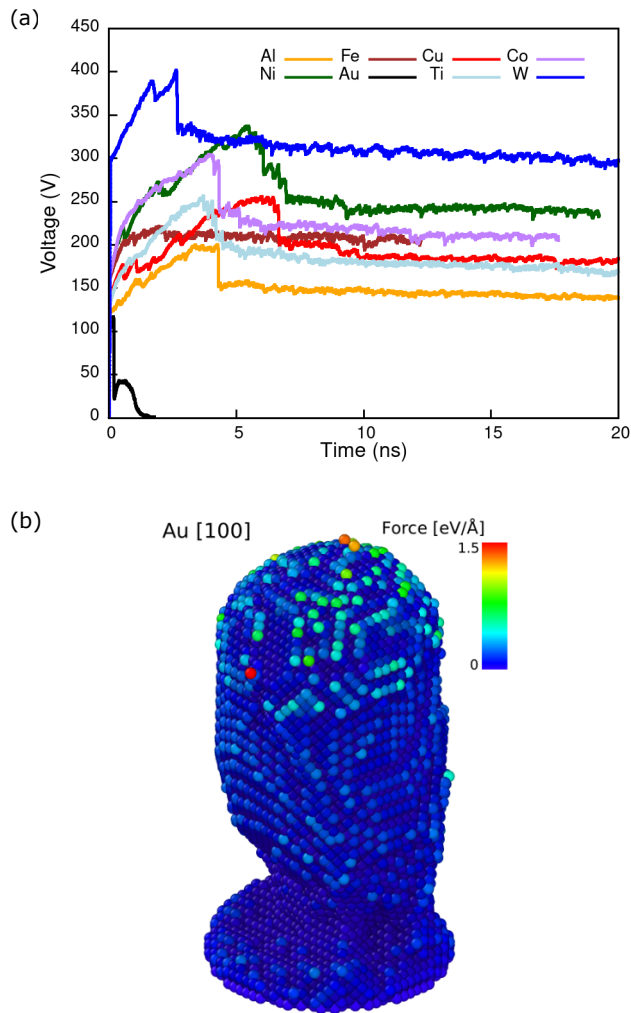 (a)
450
400
350
300
250
200
150
100
50
0
Voltage (V)
Al Fe Cu Co
Ni Au Ti W
0 5 10 15 20
Time (ns)
(b)
Au [100]
Force [eV/Å]
1.5
0